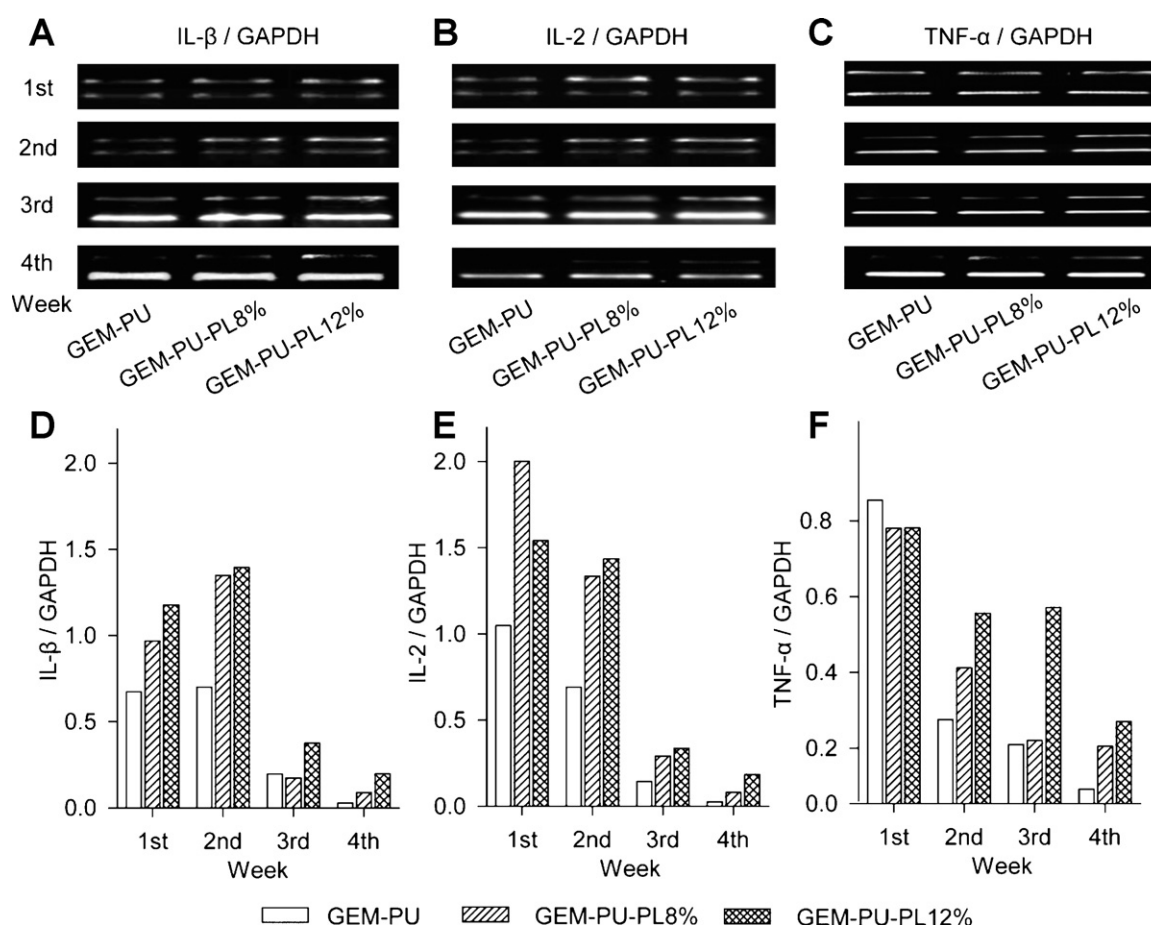 A IL-β / GAPDH B IL-2 / GAPDH C TNF-α / GAPDH
1st
2nd
3rd
4th
Week
GEM-PU
GEM-PU-PL8%
GEM-PU-PL12%
GEM-PU
GEM-PU-PL8%
GEM-PU-PL12%
GEM-PU
GEM-PU-PL8%
GEM-PU-PL12%
D
IL-β / GAPDH
2.0
1.5
1.0
0.5
0.0
1st 2nd 3rd 4th
Week
E
IL-2 / GAPDH
2.0
1.5
1.0
0.5
0.0
1st 2nd 3rd 4th
Week
F
TNF-α / GAPDH
0.8
0.6
0.4
0.2
0.0
1st 2nd 3rd 4th
Week
GEM-PU GEM-PU-PL8% GEM-PU-PL12%